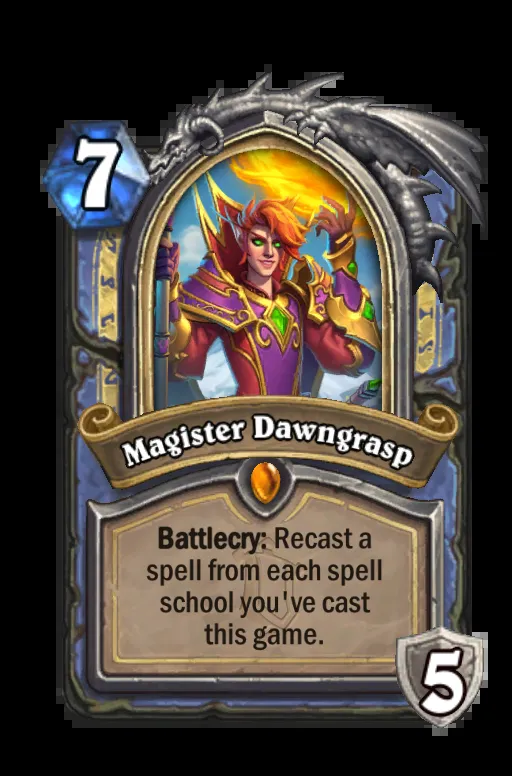 7
Magister Dawngrasp
Battlecry: Recast a
spell from each spell
school you've cast
this game.
5